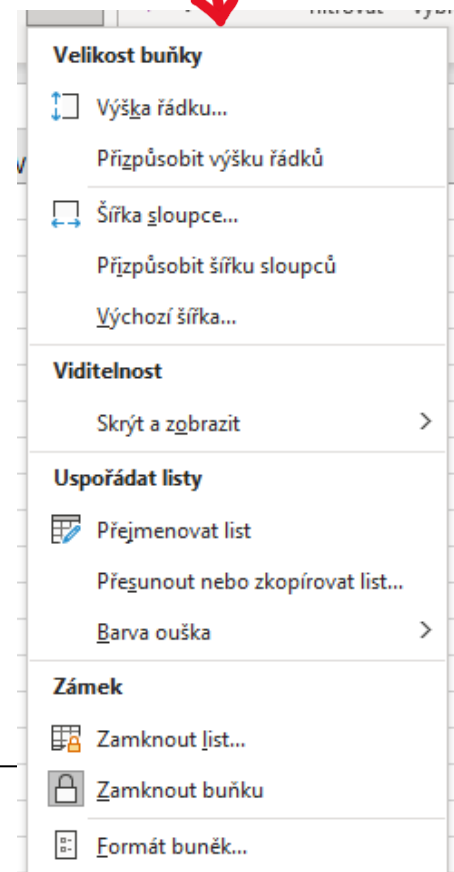 Velikost buňky
Výška řádku...
Přizpůsobit výšku řádků
Šířka sloupce...
Přizpůsobit šířku sloupců
Výchozí šířka...
Viditelnost
Skrýt a zobrazit
Uspořádat listy
Přejmenovat list
Přesunout nebo zkopírovat list...
Barva ouška
Zámek
Zamknout list...
Zamknout buňku
Formát buněk...